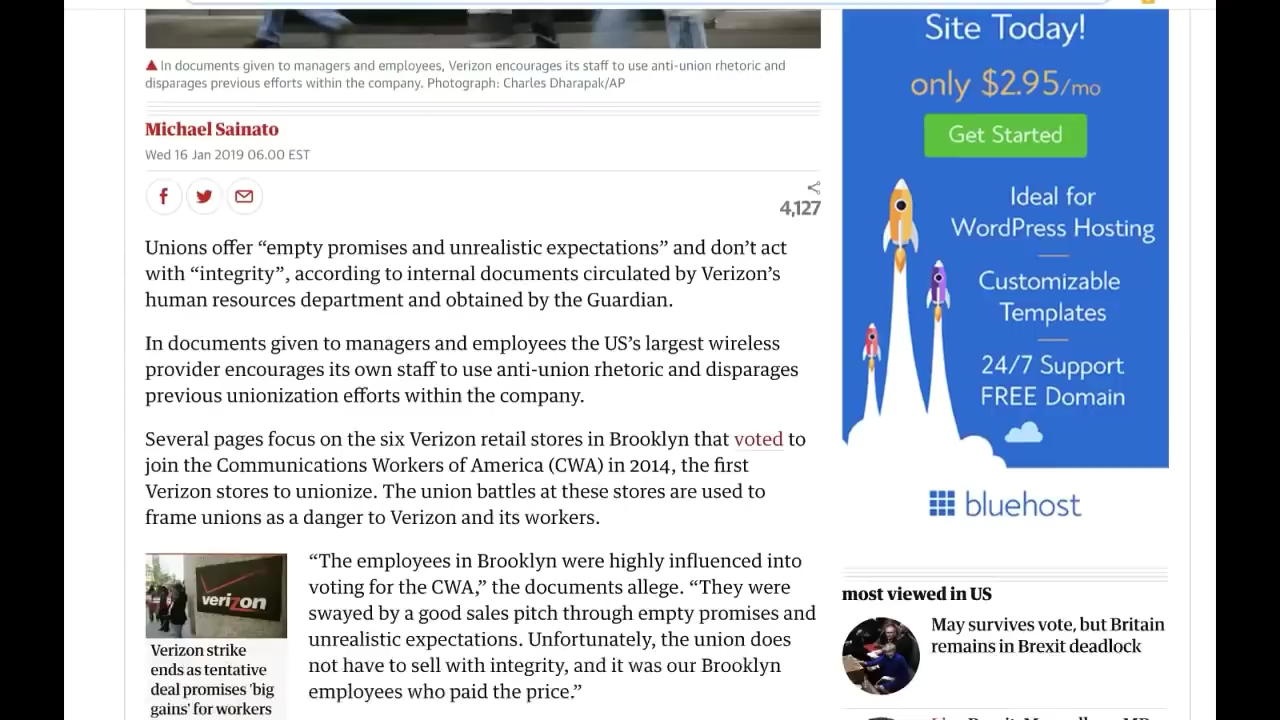 In documents given to managers and employees, Verizon encourages its staff to use anti-union rhetoric and
disparages previous efforts within the company. Photograph: Charles Dharapak/AP
Michael Sainato
Wed 16 Jan 2019 06.00 EST
4,127
Unions offer “empty promises and unrealistic expectations” and don’t act
with “integrity”, according to internal documents circulated by Verizon’s
human resources department and obtained by the Guardian.
In documents given to managers and employees the US’s largest wireless
provider encourages its own staff to use anti-union rhetoric and disparages
previous unionization efforts within the company.
Several pages focus on the six Verizon retail stores in Brooklyn that voted to
join the Communications Workers of America (CWA) in 2014, the first
Verizon stores to unionize. The union battles at these stores are used to
frame unions as a danger to Verizon and its workers.
verizon
Verizon strike
ends as tentative
deal promises 'big
gains' for workers
“The employees in Brooklyn were highly influenced into
voting for the CWA,” the documents allege. “They were
swayed by a good sales pitch through empty promises and
unrealistic expectations. Unfortunately, the union does
not have to sell with integrity, and it was our Brooklyn
employees who paid the price.”
Site Today!
only $2.95/mo
Get Started
Ideal for
WordPress Hosting
Customizable
Templates
24/7 Support
FREE Domain
bluehost
most viewed in US
May survives vote, but Britain
remains in Brexit deadlock